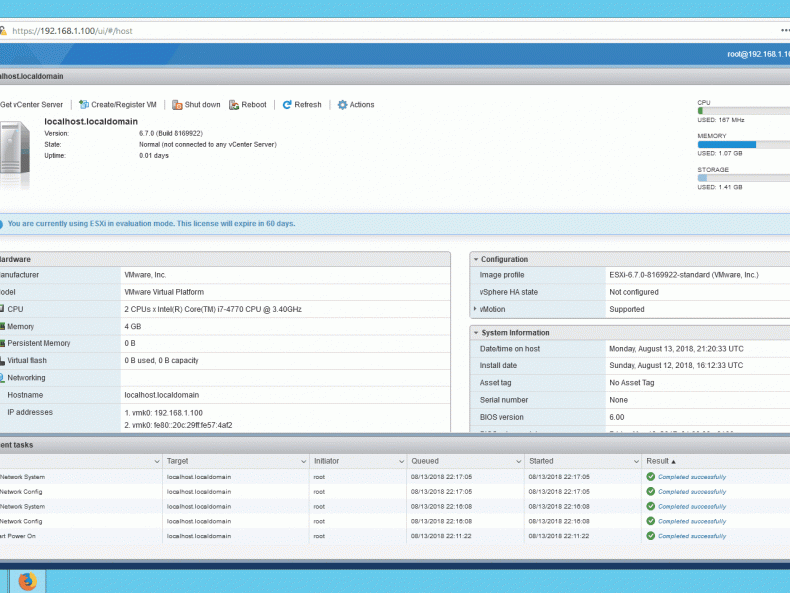 https://192.168.1.100/ui/#/host
root@192.168.1.10
alhost.localdomain
Get vCenter Server | Create/Register VM | Shut down Reboot | Refresh | Actions
localhost.localdomain
Version: 6.7.0 (Build 8169922)
State: Normal (not connected to any vCenter Server)
Uptime: 0.01 days
CPU
USED: 167 MHz
MEMORY
USED: 1.07 GB
STORAGE
USED: 1.41 GB
You are currently using ESXi in evaluation mode. This license will expire in 60 days.
ardware
anufacturer VMware, Inc.
odel VMware Virtual Platform
CPU 2 CPUs x Intel(R) Core(TM) i7-4770 CPU @ 3.40GHz
Memory 4 GB
Persistent Memory 0 B
Virtual flash 0 B used, 0 B capacity
Networking
Hostname localhost.localdomain
IP addresses 1. vmk0: 192.168.1.100
2. vmk0: fe80::20c:29ff:fe57:4af2
Configuration
Image profile ESXi-6.7.0-8169922-standard (VMware, Inc.)
vSphere HA state Not configured
vMotion Supported
System Information
Date/time on host Monday, August 13, 2018, 21:20:33 UTC
Install date Sunday, August 12, 2018, 16:12:33 UTC
Asset tag No Asset Tag
Serial number None
BIOS version 6.00
ent tasks
Target Initiator Queued Started Result
Network System localhost.localdomain root 08/13/2018 22:17:05 08/13/2018 22:17:05 Completed successfully
Network Config localhost.localdomain root 08/13/2018 22:17:05 08/13/2018 22:17:05 Completed successfully
Network System localhost.localdomain root 08/13/2018 22:16:08 08/13/2018 22:16:08 Completed successfully
Network Config localhost.localdomain root 08/13/2018 22:16:08 08/13/2018 22:16:08 Completed successfully
rt Power On localhost.localdomain root 08/13/2018 22:11:22 08/13/2018 22:11:22 Completed successfully